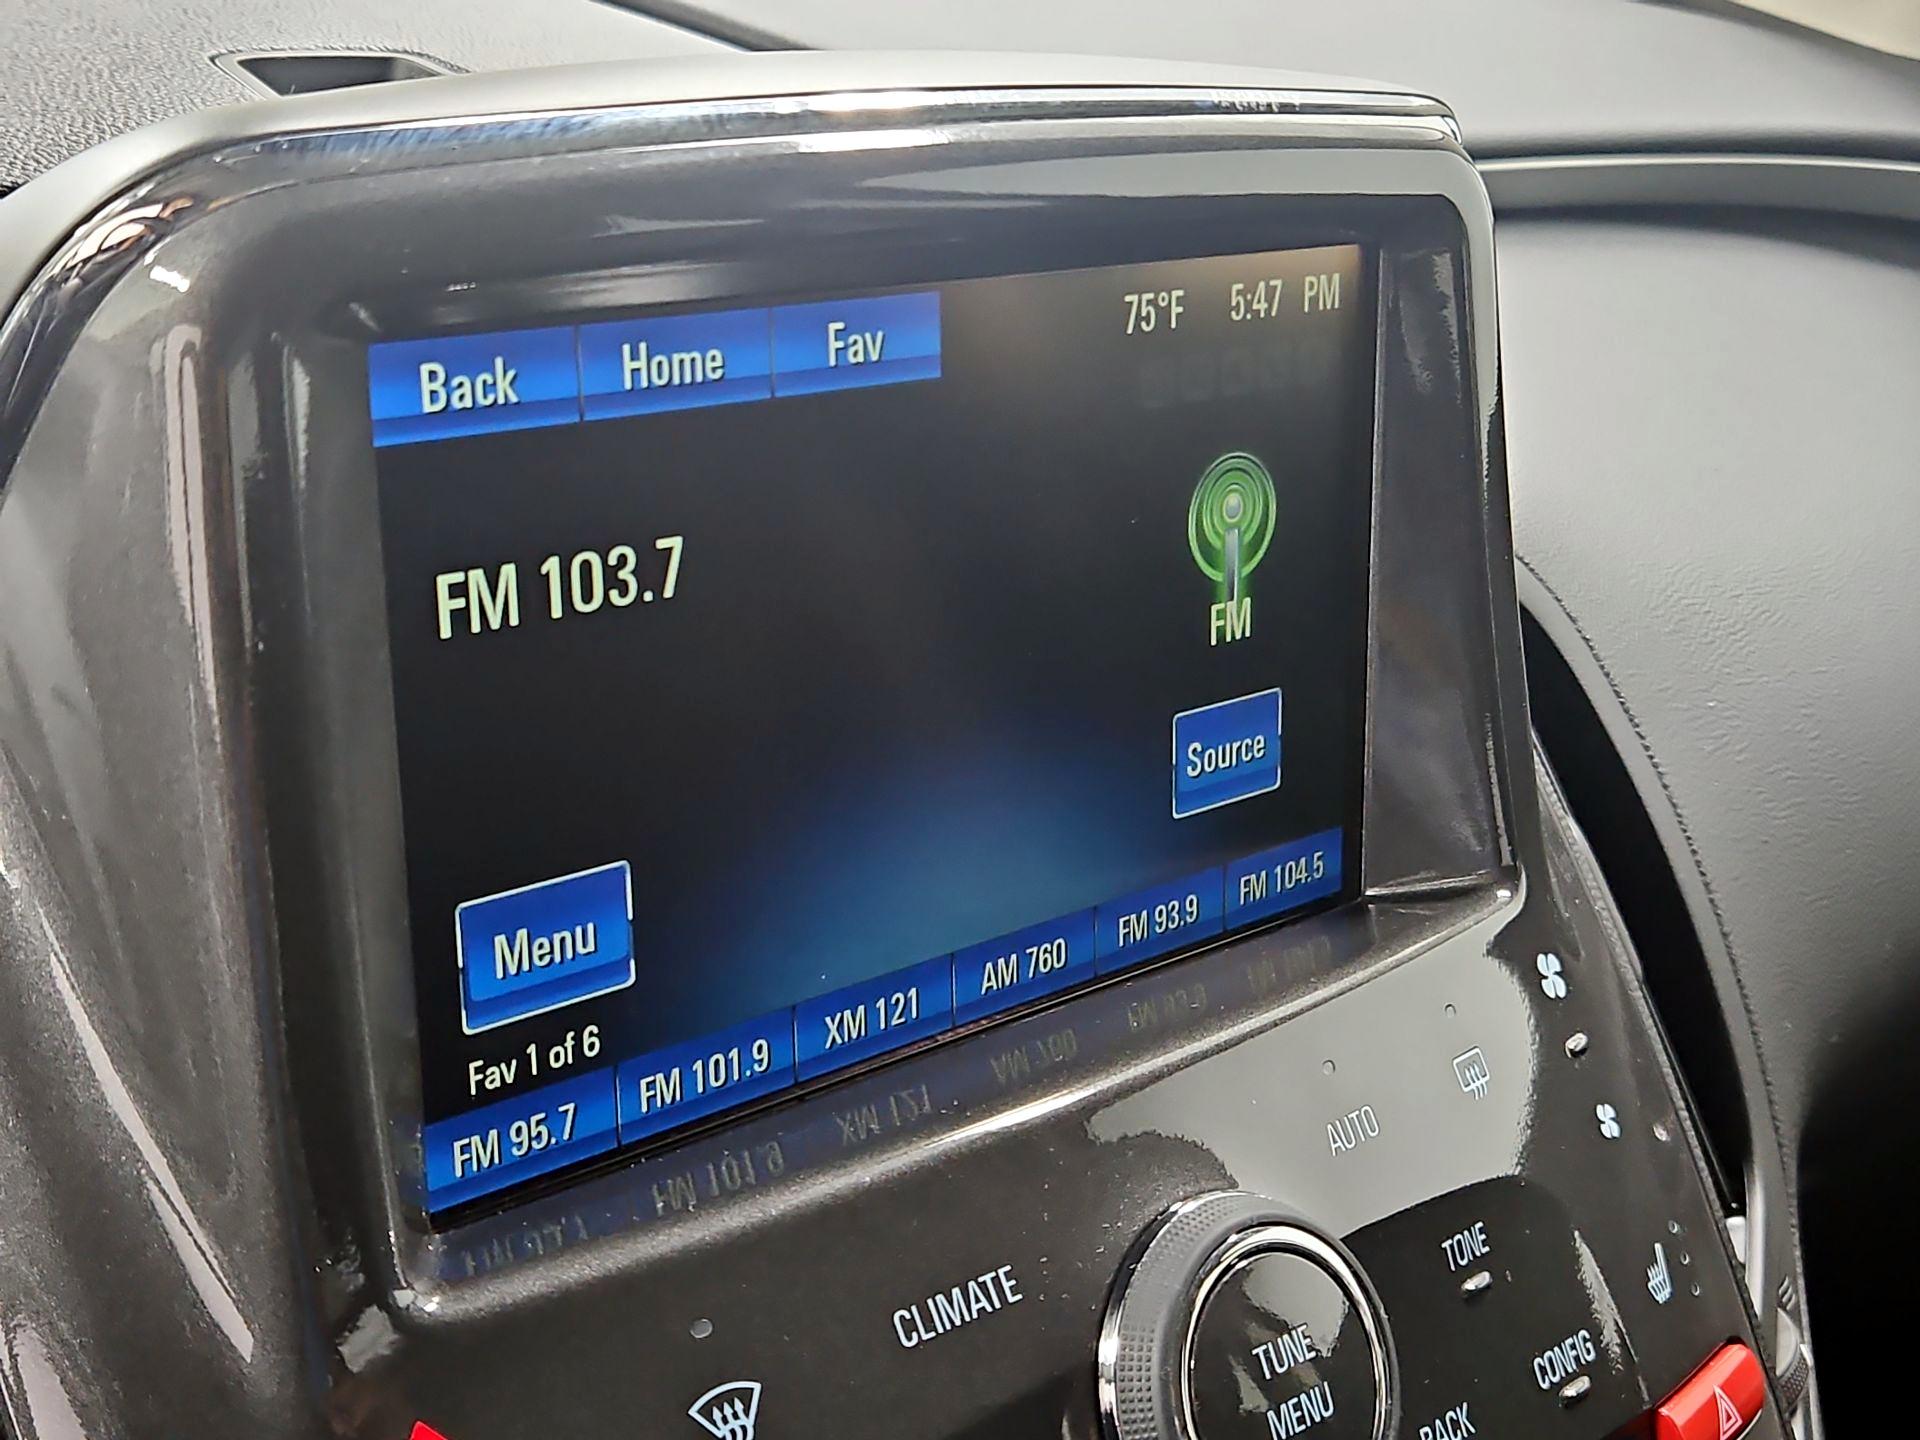 Back Home Fav 75°F 5:47 PM
FM 103.7
FM
Source
Menu
Fav 1 of 6
FM 95.7 FM 101.9 XM 121 AM 760 FM 93.9 FM 104.5
AUTO
CLIMATE
TONE
TUNE
MENU
CONFIG
BACK